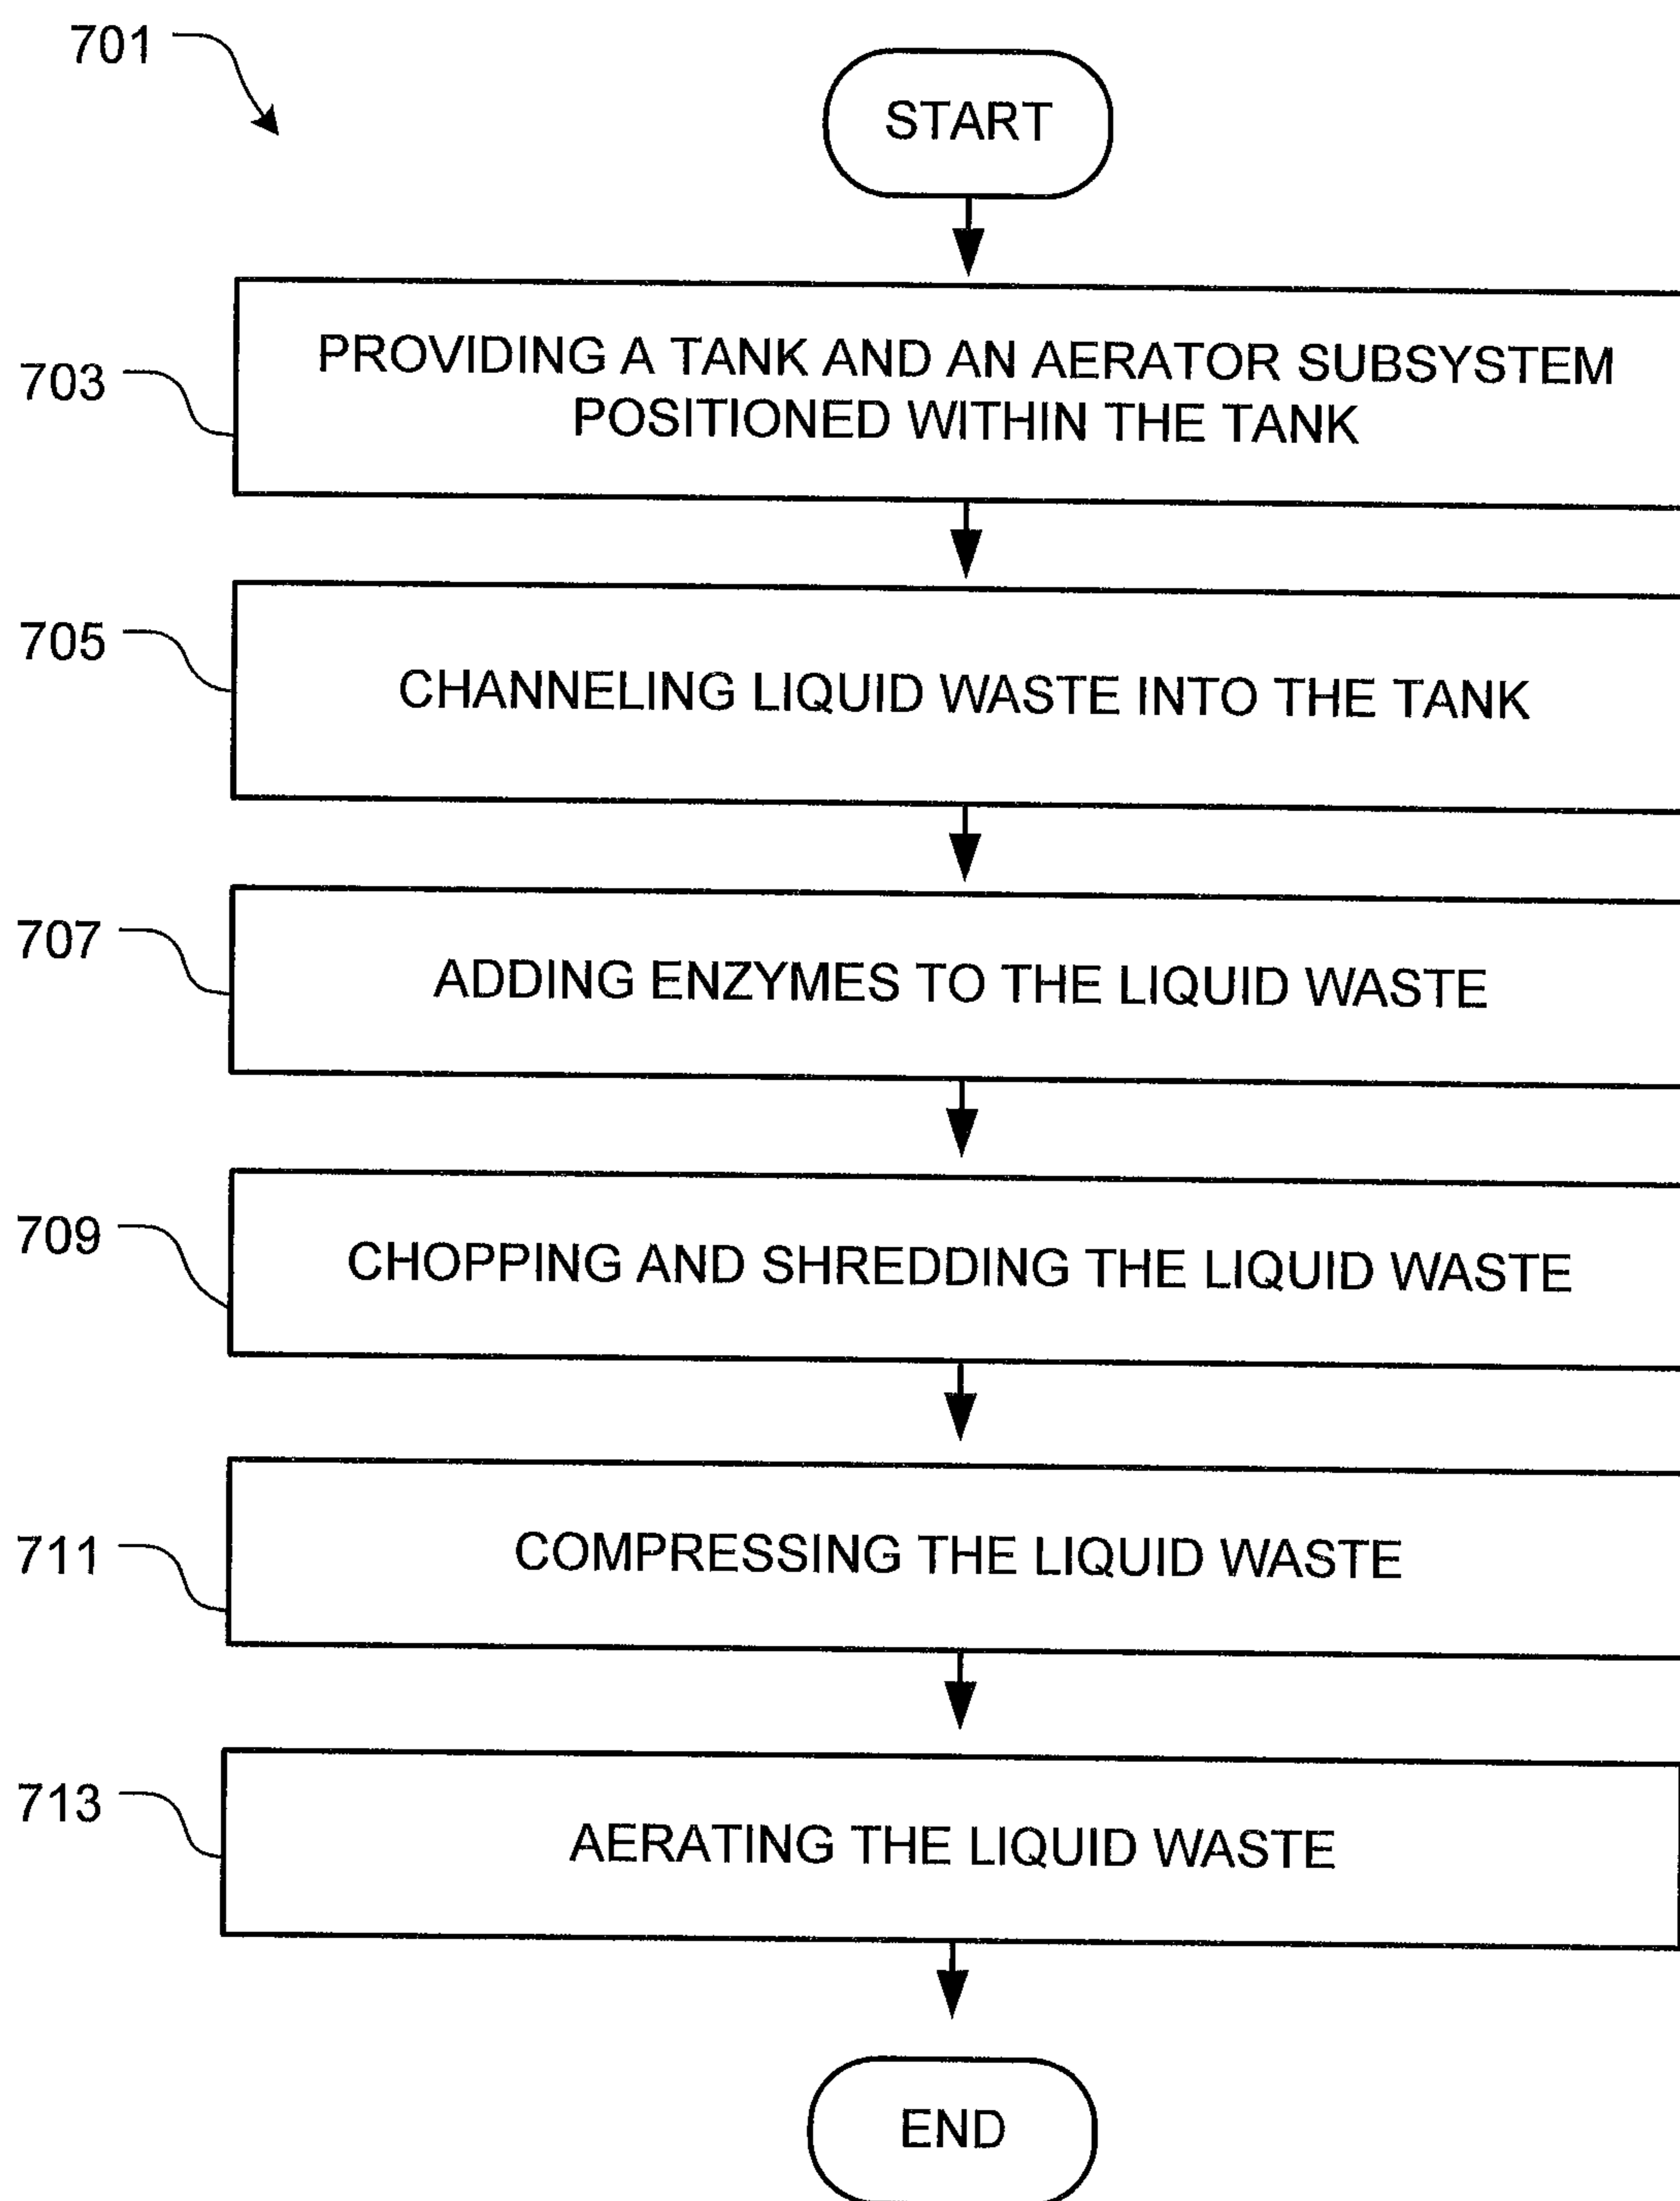 701
START
703
PROVIDING A TANK AND AN AERATOR SUBSYSTEM
POSITIONED WITHIN THE TANK
705
CHANNELING LIQUID WASTE INTO THE TANK
707
ADDING ENZYMES TO THE LIQUID WASTE
709
CHOPPING AND SHREDDING THE LIQUID WASTE
711
COMPRESSING THE LIQUID WASTE
713
AERATING THE LIQUID WASTE
END